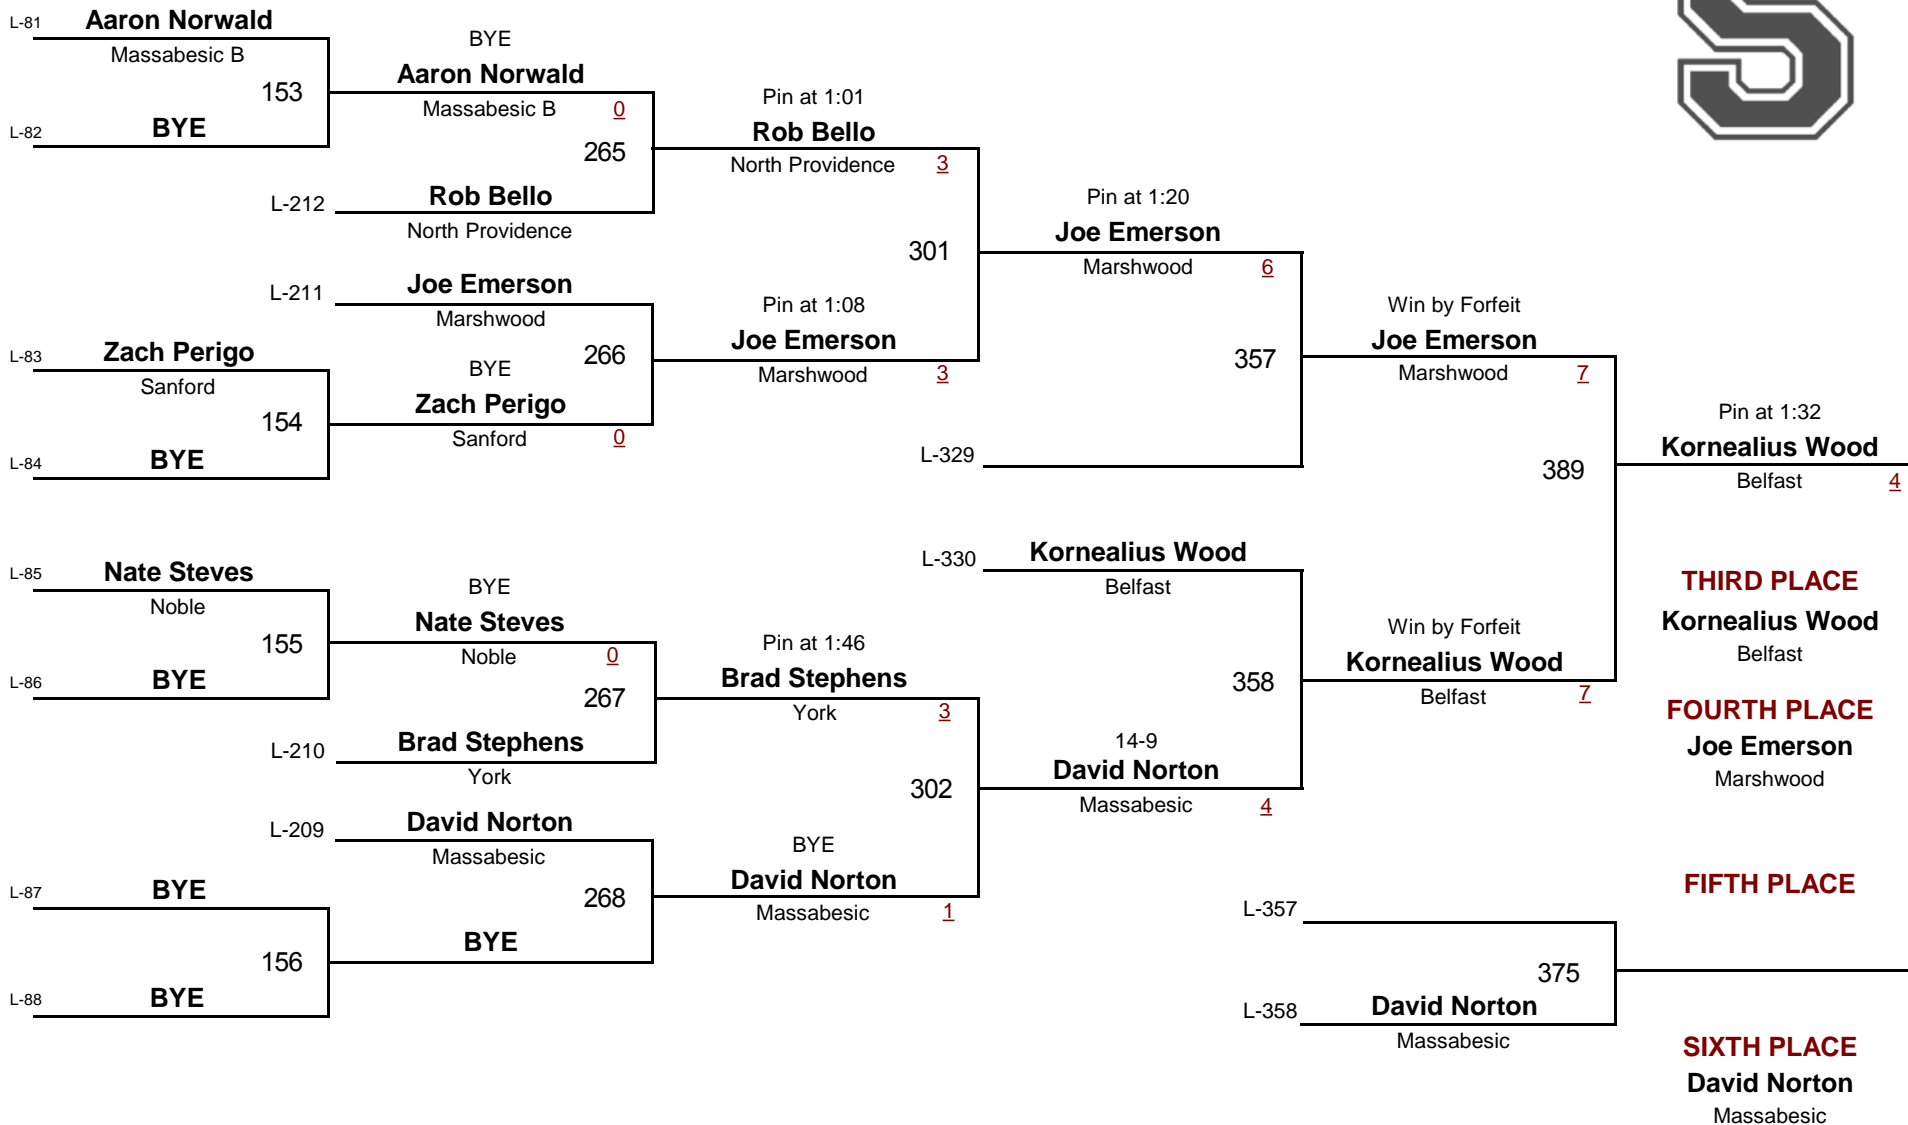 L-81 Aaron Norwald
Massabesic B
153
L-82 BYE
BYE
Aaron Norwald
Massabesic B 0
265
L-212 Rob Bello
North Providence
Pin at 1:01
Rob Bello
North Providence 3
L-211 Joe Emerson
Marshwood
266
L-83 Zach Perigo
Sanford
154
L-84 BYE
BYE
Zach Perigo
Sanford 0
Pin at 1:08
Joe Emerson
Marshwood 3
301
Pin at 1:20
Joe Emerson
Marshwood 6
357
L-329
Win by Forfeit
Joe Emerson
Marshwood 7
389
Pin at 1:32
Kornealius Wood
Belfast 4
L-85 Nate Steves
Noble
155
L-86 BYE
BYE
Nate Steves
Noble 0
267
L-210 Brad Stephens
York
Pin at 1:46
Brad Stephens
York 3
L-209 David Norton
Massabesic
268
L-87 BYE
156
L-88 BYE
BYE
BYE
David Norton
Massabesic 1
302
L-330 Kornealius Wood
Belfast
358
14-9
David Norton
Massabesic 4
Win by Forfeit
Kornealius Wood
Belfast 7
THIRD PLACE
Kornealius Wood
Belfast
FOURTH PLACE
Joe Emerson
Marshwood
FIFTH PLACE
L-357
375
L-358 David Norton
Massabesic
SIXTH PLACE
David Norton
Massabesic